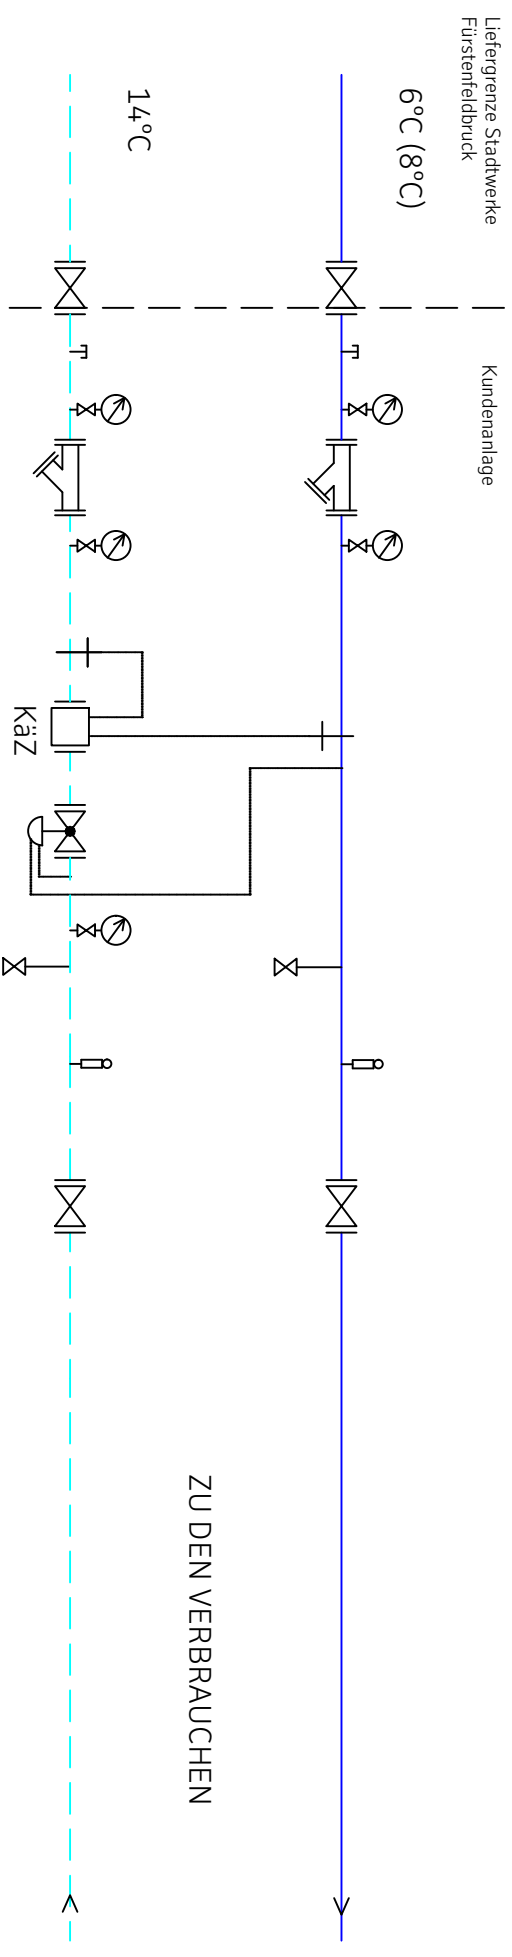 Liefergrenze Stadtwerke
Fürstenfeldbruck
Kundenanlage
6°C (8°C)
14°C
KäZ
ZU DEN VERBRAUCHEN